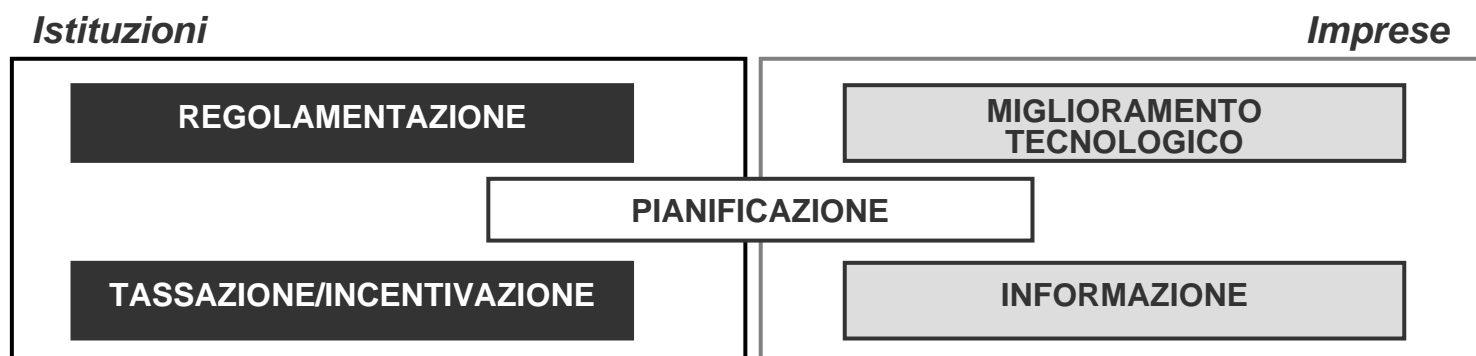 Istituzioni
Imprese
REGOLAMENTAZIONE
MIGLIORAMENTO
TECNOLOGICO
PIANIFICAZIONE
TASSAZIONE/INCENTIVAZIONE
INFORMAZIONE